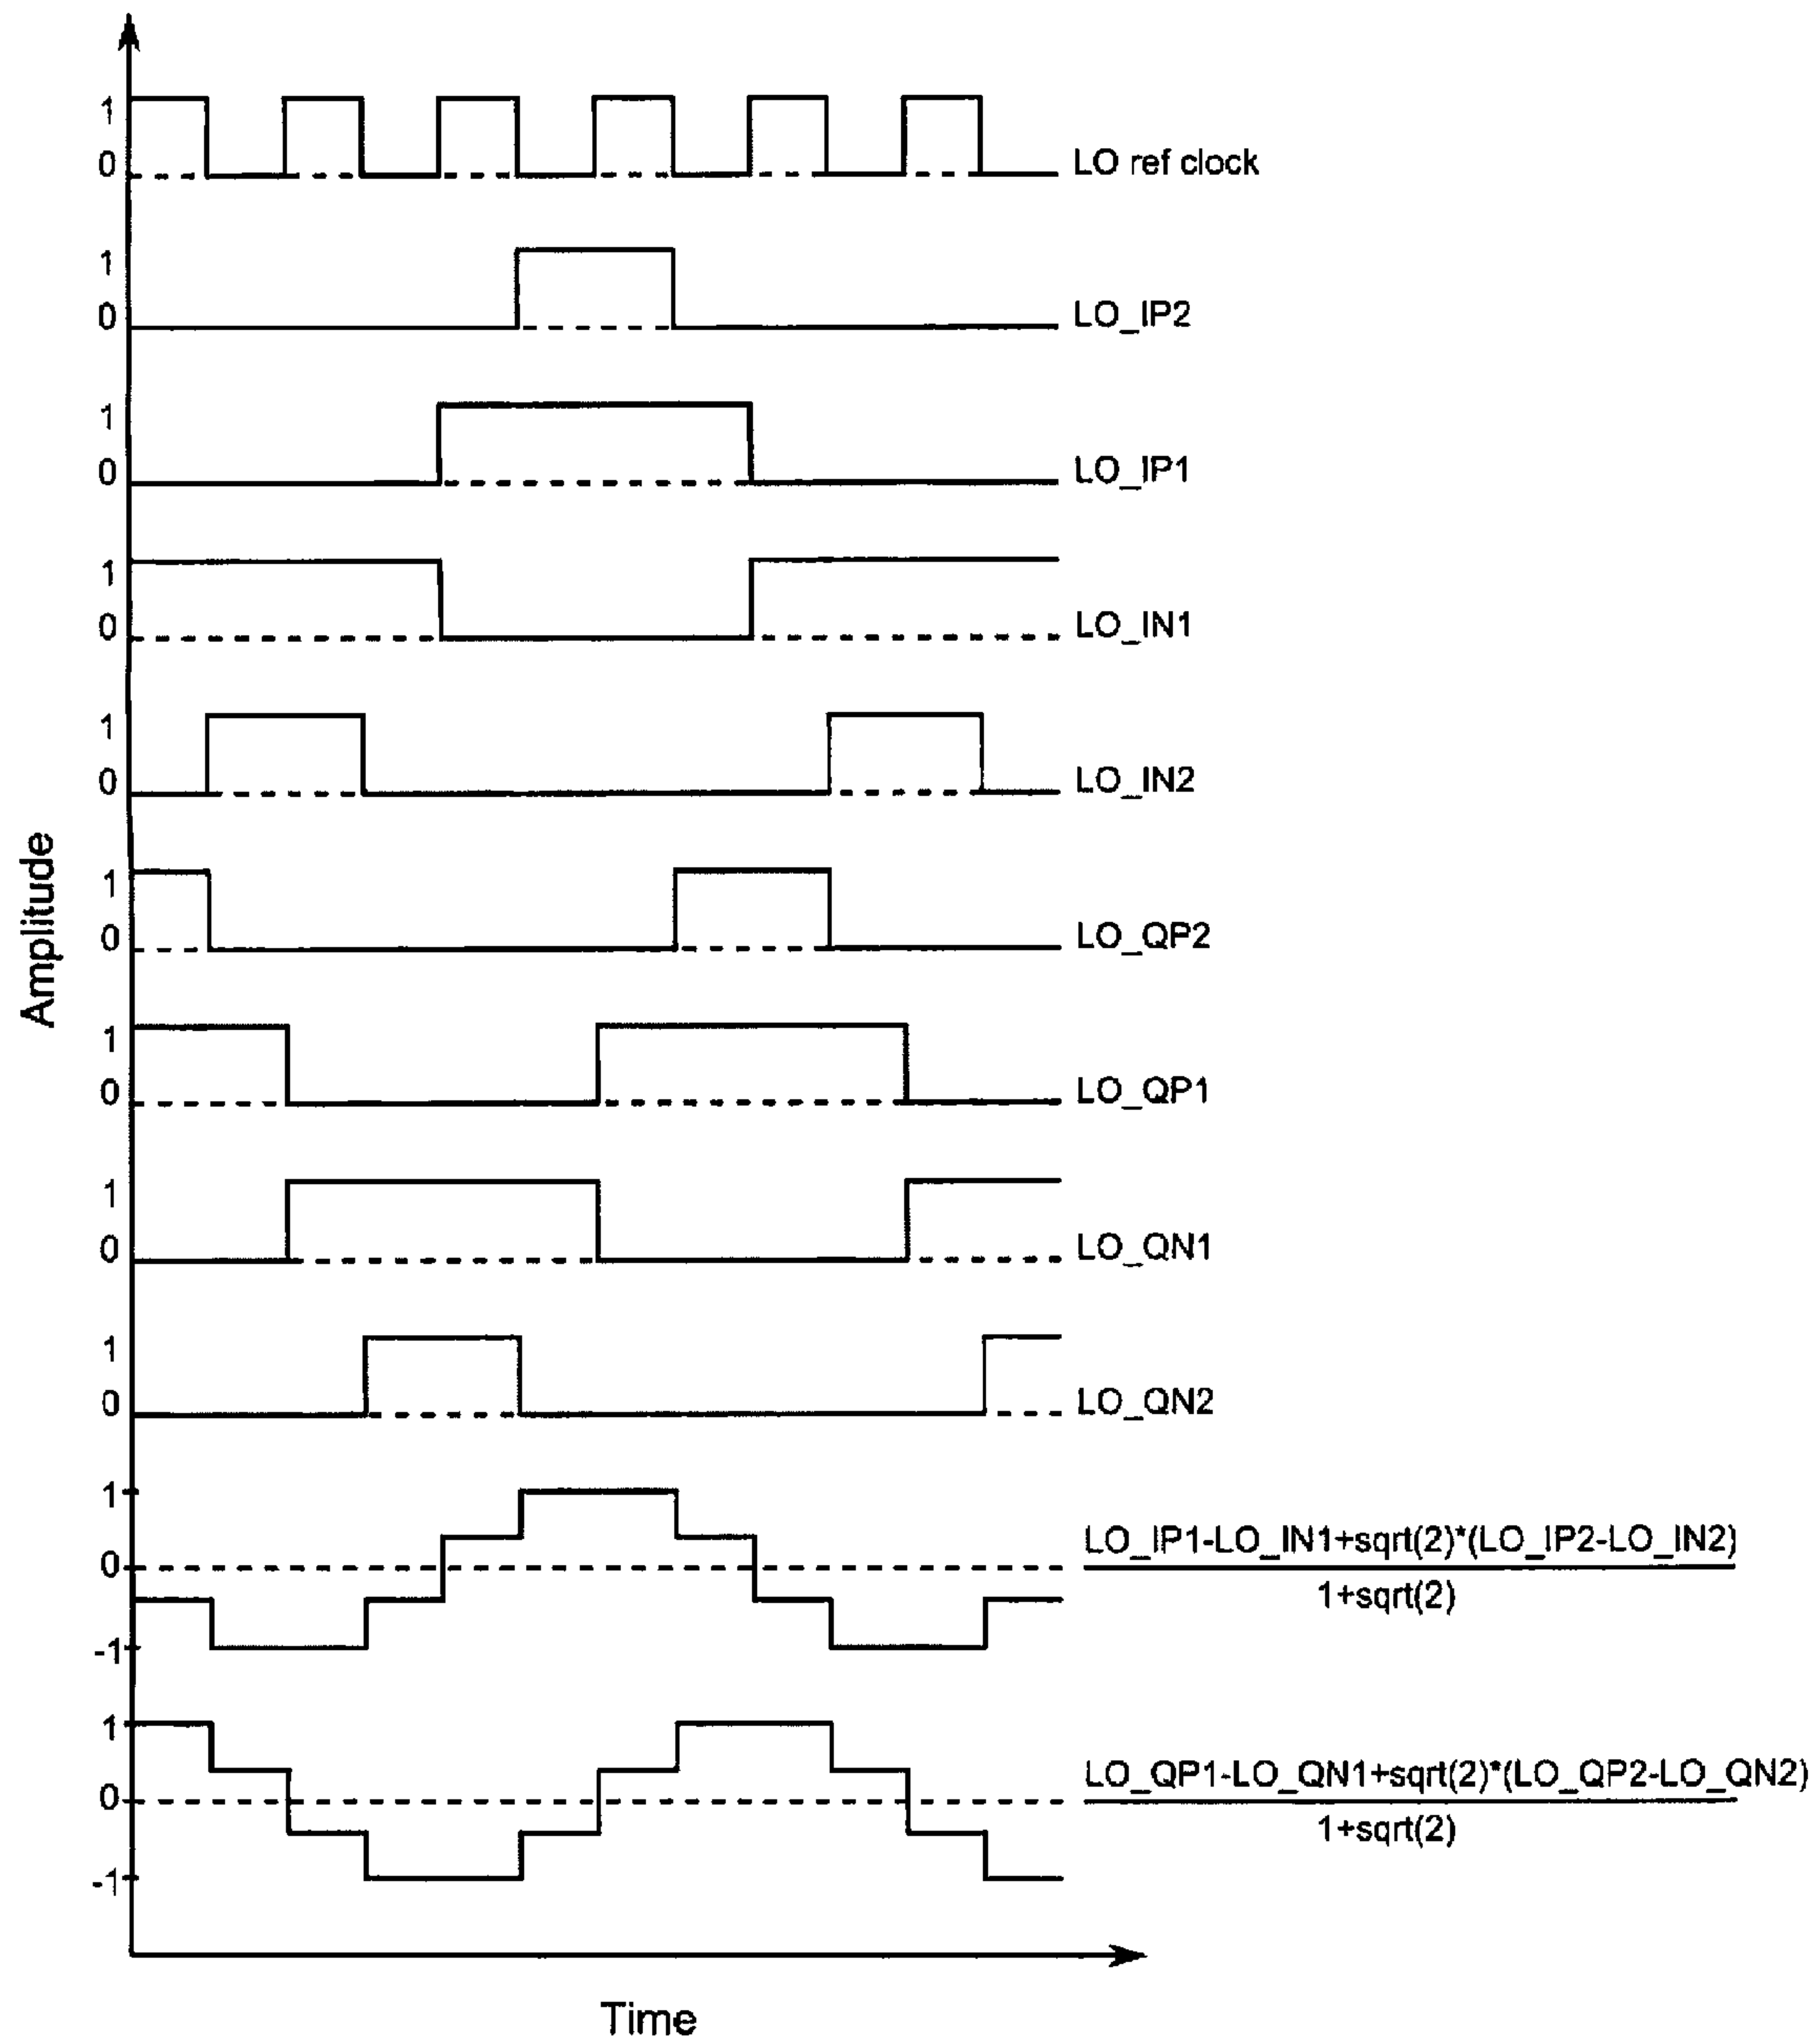 1
0
LO ref clock
1
0
LO_IP2
1
0
LO_IP1
1
0
LO_IN1
1
0
LO_IN2
1
0
LO_QP2
1
0
LO_QP1
1
0
LO_QN1
1
0
LO_QN2
1
LO_IP1-LO_IN1+sqrt(2)*(LO_IP2-LO_IN2)
0
1+sqrt(2)
-1
1
LO_QP1-LO_QN1+sqrt(2)*(LO_QP2-LO_QN2)
0
1+sqrt(2)
-1
Amplitude
Time